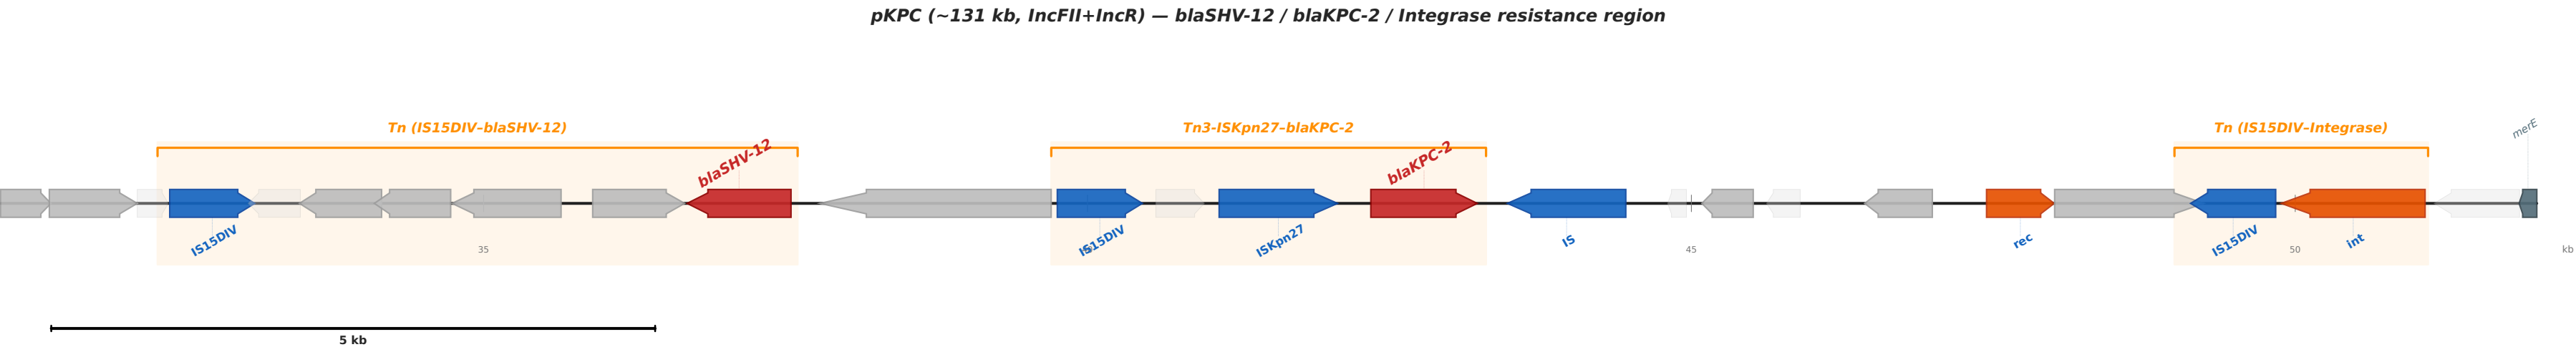 pKPC (~131 kb, IncFII+IncR) — blaSHV-12 / blaKPC-2 / Integrase resistance region
Tn (IS15DIV–blaSHV-12)
Tn3-ISKpn27–blaKPC-2
Tn (IS15DIV–Integrase)
merE
blaSHV-12
blaKPC-2
IS15DIV
IS15DIV
ISKpn27
IS
rec
IS15DIV
int
35
45
50
kb
5 kb